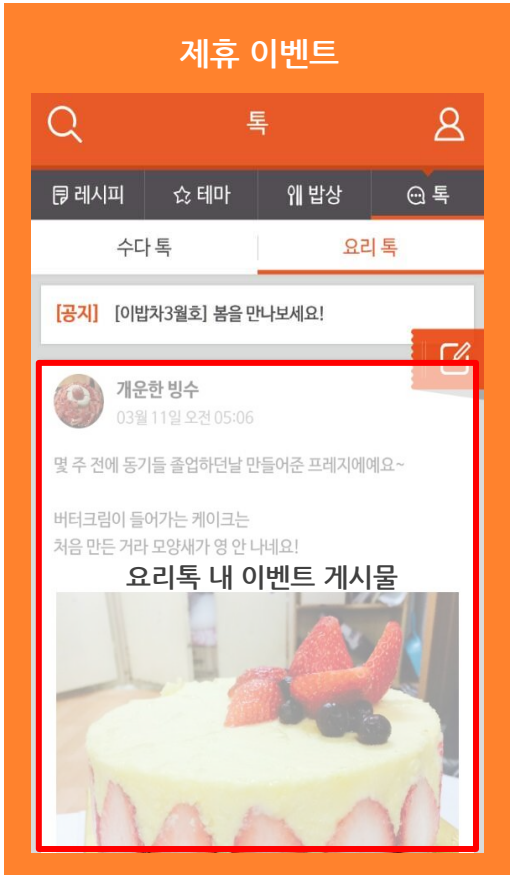 제휴 이벤트
톡
레시피 테마 밥상 톡
수다 톡 요리 톡
[공지] [이밥차3월호] 봄을 만나보세요!
개운한 빙수
03월 11일 오전 05:06
몇 주 전에 동기들 졸업하던날 만들어준 프레지에예요~
버터크림이 들어가는 케이크는
처음 만든 거라 모양새가 영 안 나네요!
요리톡 내 이벤트 게시물